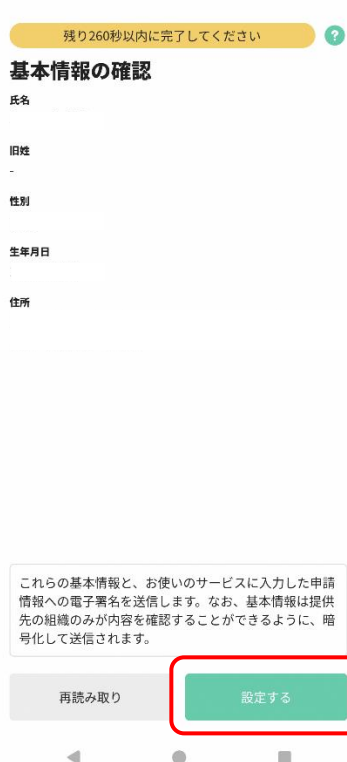 残り260秒以内に完了してください
?
基本情報の確認
氏名
旧姓
-
性別
生年月日
住所
これらの基本情報と、お使いのサービスに入力した申請
情報への電子署名を送信します。なお、基本情報は提供
先の組織のみが内容を確認することができるように、暗
号化して送信されます。
再読み取り
設定する